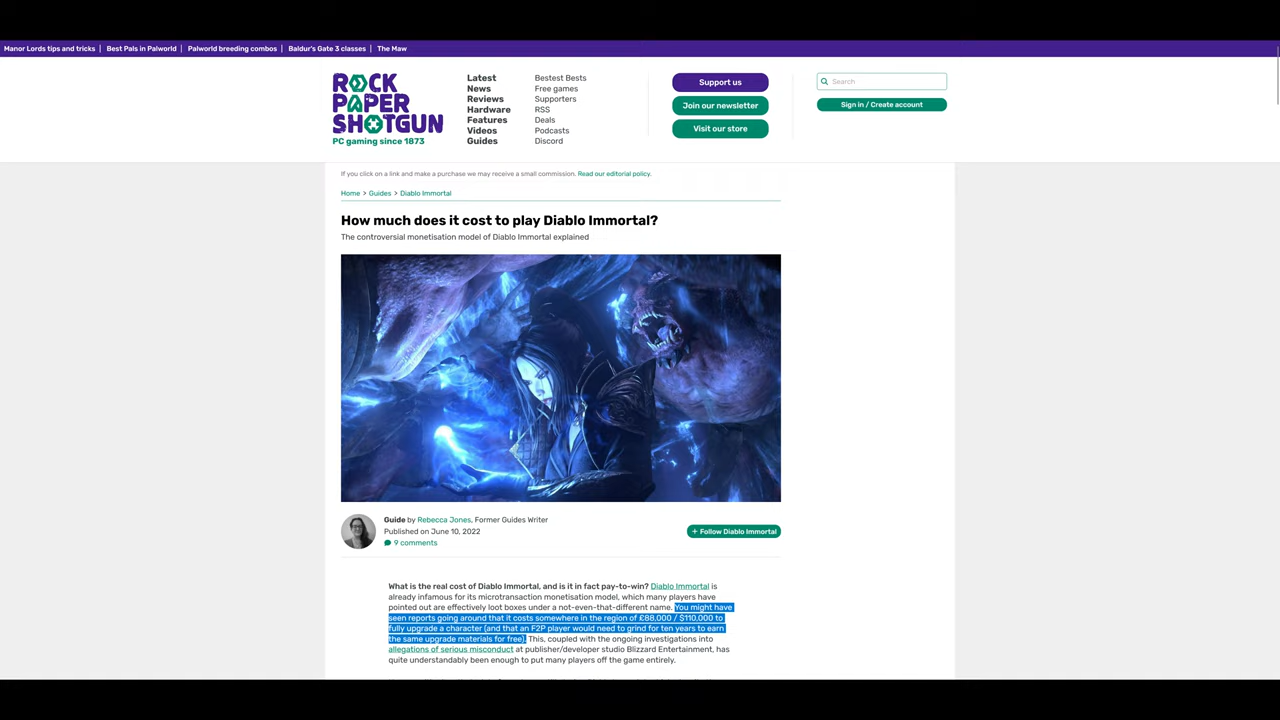 Manor Lords tips and tricks | Best Pals in Palworld | Palworld breeding combos | Baldur's Gate 3 classes | The Maw
ROCK
PAPER
SHOTGUN
PC gaming since 1873
Latest
News
Reviews
Hardware
Features
Videos
Guides
Bestest Bests
Free games
Supporters
RSS
Deals
Podcasts
Discord
Support us
Join our newsletter
Visit our store
Search
Sign in / Create account
If you click on a link and make a purchase we may receive a small commission. Read our editorial policy.
Home > Guides > Diablo Immortal
How much does it cost to play Diablo Immortal?
The controversial monetisation model of Diablo Immortal explained
Guide by Rebecca Jones, Former Guides Writer
Published on June 10, 2022
9 comments
+ Follow Diablo Immortal
What is the real cost of Diablo Immortal, and is it in fact pay-to-win? Diablo Immortal is
already infamous for its microtransaction monetisation model, which many players have
pointed out are effectively loot boxes under a not-even-that-different name. You might have
seen reports going around that it costs somewhere in the region of £88,000 / $110,000 to
fully upgrade a character (and that an F2P player would need to grind for ten years to earn
the same upgrade materials for free). This, coupled with the ongoing investigations into
allegations of serious misconduct at publisher/developer studio Blizzard Entertainment, has
quite understandably been enough to put many players off the game entirely.